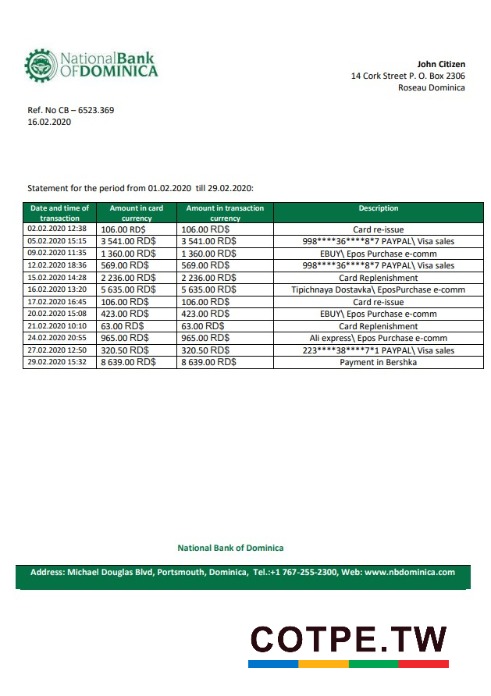 NationalBank
OFDOMINICA
John Citizen
14 Cork Street P. O. Box 2306
Roseau Dominica
Ref. No CB – 6523.369
16.02.2020
Statement for the period from 01.02.2020 till 29.02.2020:
Date and time of transaction Amount in card currency Amount in transaction currency Description
02.02.2020 12:38 106.00 RD$ 106.00 RD$ Card re-issue
05.02.2020 15:15 3 541.00 RD$ 3 541.00 RD$ 998****36****8*7 PAYPAL\ Visa sales
09.02.2020 11:35 1 360.00 RD$ 1 360.00 RD$ EBUY\ Epos Purchase e-comm
12.02.2020 18:36 569.00 RD$ 569.00 RD$ 998****36****8*7 PAYPAL\ Visa sales
15.02.2020 14:28 2 236.00 RD$ 2 236.00 RD$ Card Replenishment
16.02.2020 13:20 5 635.00 RD$ 5 635.00 RD$ Tipichnaya Dostavka\ EposPurchase e-comm
17.02.2020 16:45 106.00 RD$ 106.00 RD$ Card re-issue
20.02.2020 15:08 423.00 RD$ 423.00 RD$ EBUY\ Epos Purchase e-comm
21.02.2020 10:10 63.00 RD$ 63.00 RD$ Card Replenishment
24.02.2020 20:55 965.00 RD$ 965.00 RD$ Ali express\ Epos Purchase e-comm
27.02.2020 12:50 320.50 RD$ 320.50 RD$ 223****38****7*1 PAYPAL\ Visa sales
29.02.2020 15:32 8 639.00 RD$ 8 639.00 RD$ Payment in Bershka
National Bank of Dominica
Address: Michael Douglas Blvd, Portsmouth, Dominica, Tel.:+1 767-255-2300, Web: www.nbdominica.com
COTPE.TW